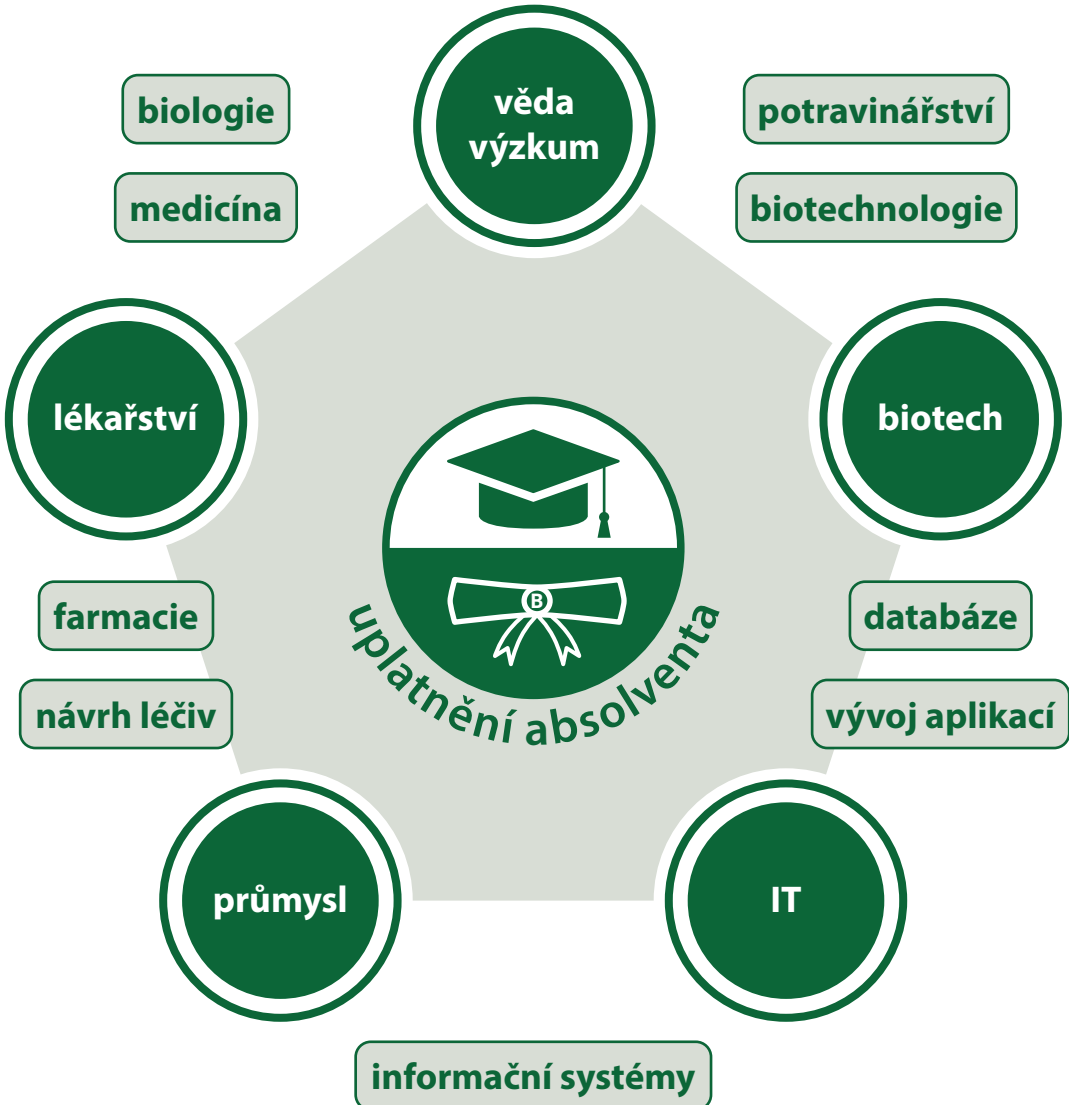 věda
výzkum
biologie
potravinářství
medicína
biotechnologie
lékařství
biotech
B
uplatnění absolventa
farmacie
databáze
návrh léčiv
vývoj aplikací
průmysl
IT
informační systémy